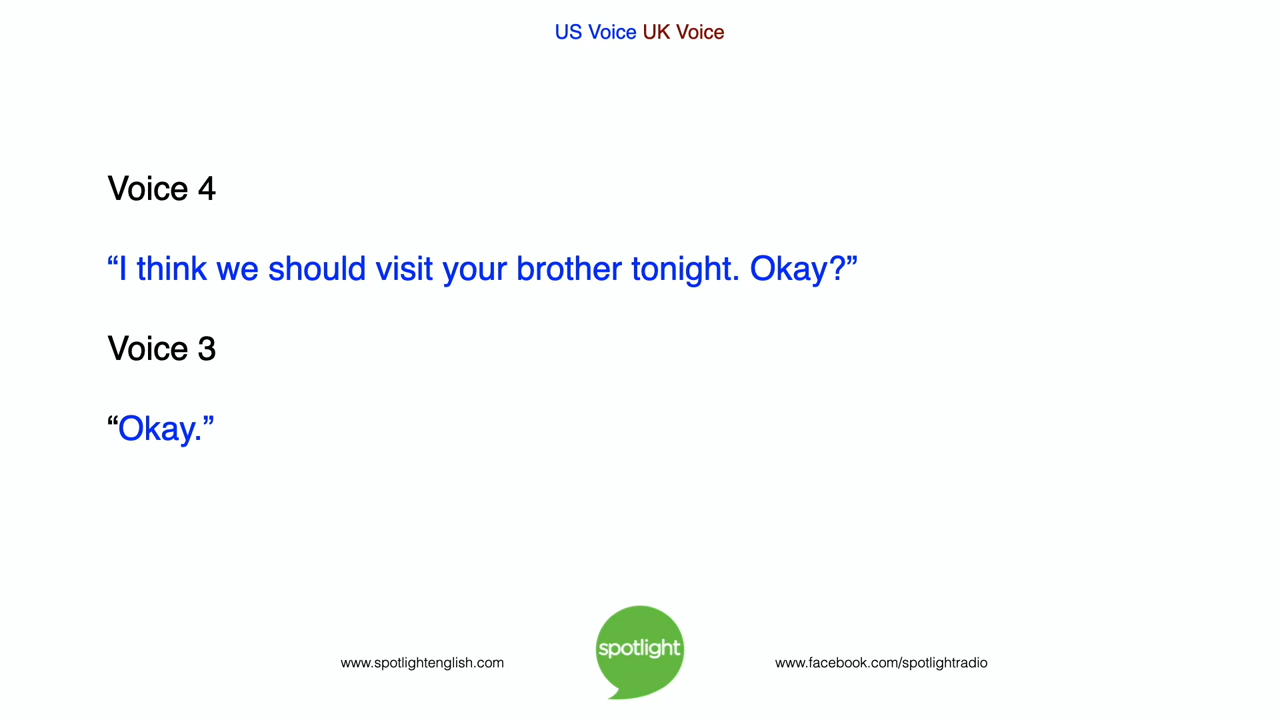 US Voice UK Voice
Voice 4
“I think we should visit your brother tonight. Okay?”
Voice 3
“Okay.”
spotlight
www.spotlightenglish.com
www.facebook.com/spotlightradio